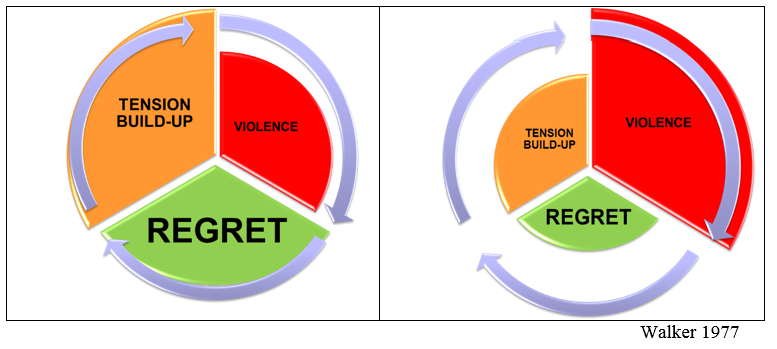 TENSION
BUILD-UP
VIOLENCE
REGRET
TENSION
BUILD-UP
VIOLENCE
REGRET
Walker 1977